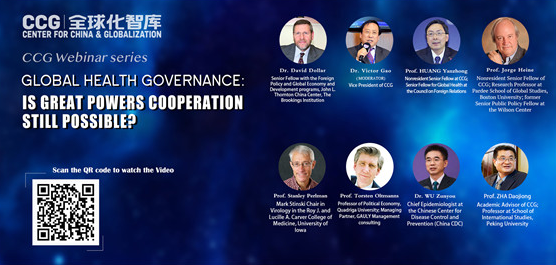 CCG 全球化智库
CENTER FOR CHINA & GLOBALIZATION
CCG Webinar series
GLOBAL HEALTH GOVERNANCE:
IS GREAT POWERS COOPERATION
STILL POSSIBLE?
Scan the QR code to watch the Video
Dr. David Dollar
Senior Fellow with the Foreign
Policy and Global Economy and
Development programs, John L.
Thornton China Center, The
Brookings Institution
Dr. Victor Gao
(MODERATOR)
Vice President of CCG
Prof. HUANG Yanzhong
Nonresident Senior Fellow at CCG,
Senior Fellow for Global Health at
the Council on Foreign Relations
Prof. Jorge Heine
Nonresident Senior Fellow of
CCG; Research Professor at
Pardee School of Global Studies,
Boston University; former
Senior Public Policy Fellow at
the Wilson Center
Prof. Stanley Perlman
Mark Stinski Chair in
Virology in the Roy J. and
Lucille A. Carver College of
Medicine, University of
Iowa
Prof. Torsten Oltmanns
Professor of Political Economy,
Quadriga University; Managing
Partner, GAULY Management
consulting
Dr. WU Zunyou
Chief Epidemiologist at
the Chinese Center for
Disease Control and
Prevention (China CDC)
Prof. ZHA Daojiong
Academic Advisor of CCG;
Professor at School of
International Studies,
Peking University